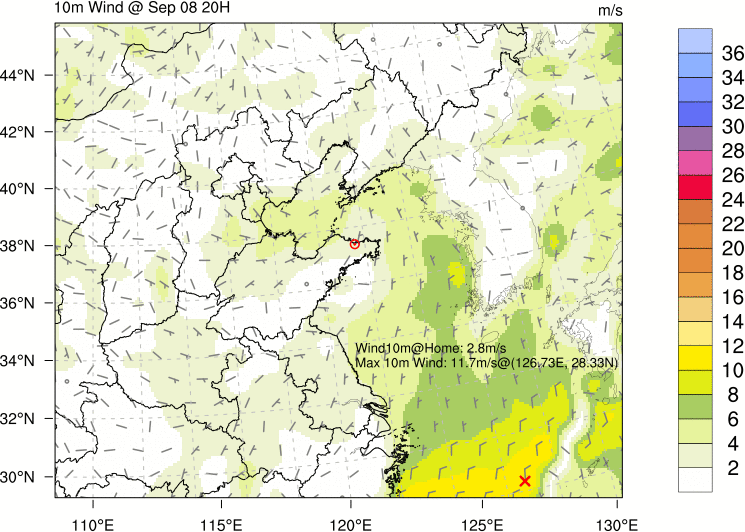 10m Wind @ Sep 08 20H
m/s
44°N
42°N
40°N
38°N
36°N
34°N
32°N
30°N
110°E
115°E
120°E
125°E
130°E
Wind10m@Home: 2.8m/s
Max 10m Wind: 11.7m/s@(126.73E, 28.33N)
36
34
32
30
28
26
24
22
20
18
16
14
12
10
8
6
4
2